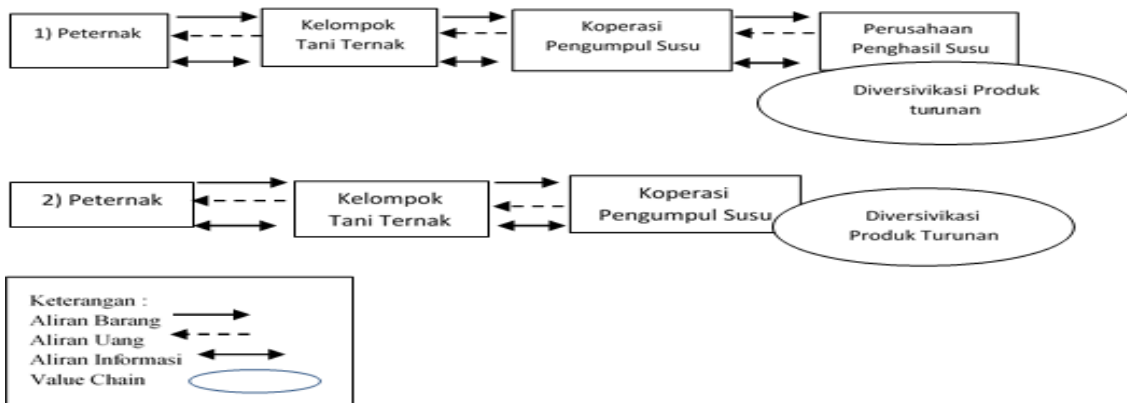 1) Peternak
Kelompok
Tani Ternak
Koperasi
Pengumpul Susu
Perusahaan
Penghasil Susu
Diversivikasi Produk
turunan
2) Peternak
Kelompok
Tani Ternak
Koperasi
Pengumpul Susu
Diversivikasi
Produk Turunan
Keterangan :
Aliran Barang
Aliran Uang
Aliran Informasi
Value Chain